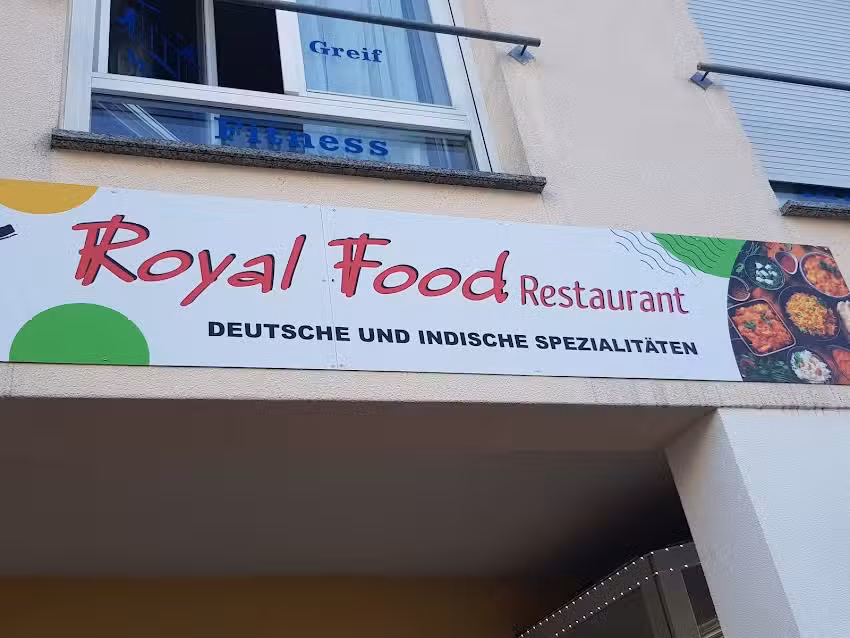 Greif
Fitness
Royal Food Restaurant
DEUTSCHE UND INDISCHE SPEZIALITÄTEN